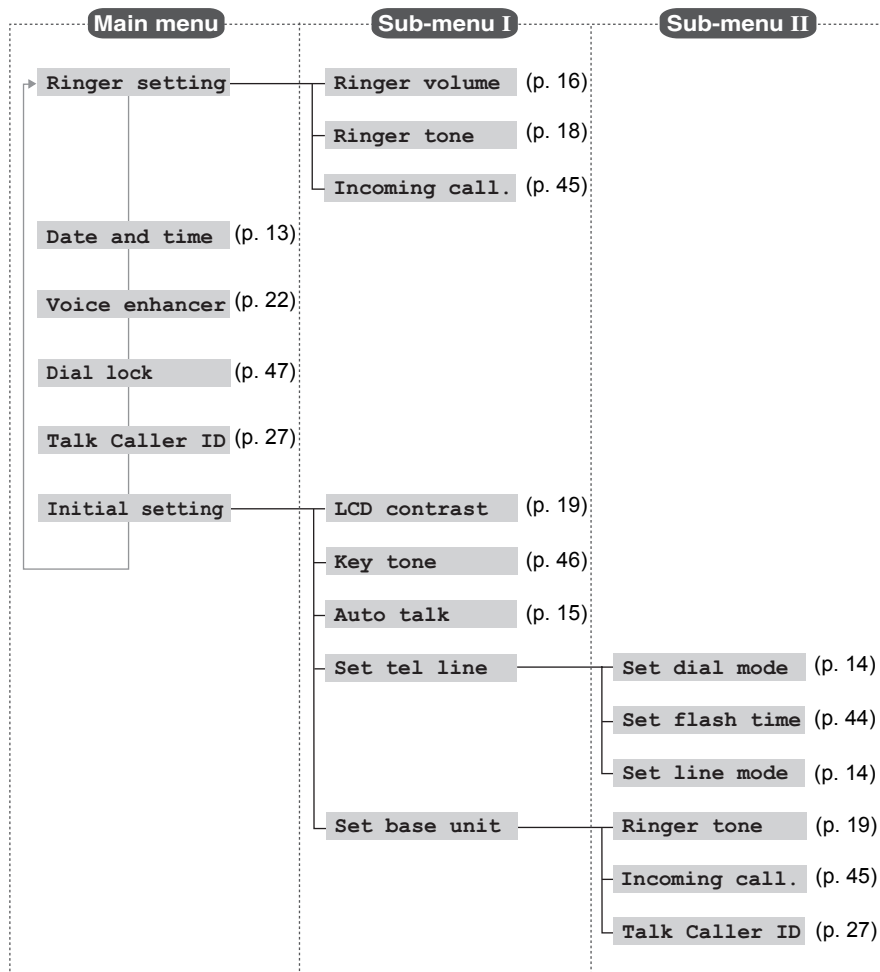 Main menu Sub-menu I Sub-menu II
Ringer setting Ringer volume (p. 16)
Ringer tone (p. 18)
Incoming call. (p. 45)
Date and time (p. 13)
Voice enhancer (p. 22)
Dial lock (p. 47)
Talk Caller ID (p. 27)
Initial setting LCD contrast (p. 19)
Key tone (p. 46)
Auto talk (p. 15)
Set tel line Set dial mode (p. 14)
Set flash time (p. 44)
Set line mode (p. 14)
Set base unit Ringer tone (p. 19)
Incoming call. (p. 45)
Talk Caller ID (p. 27)